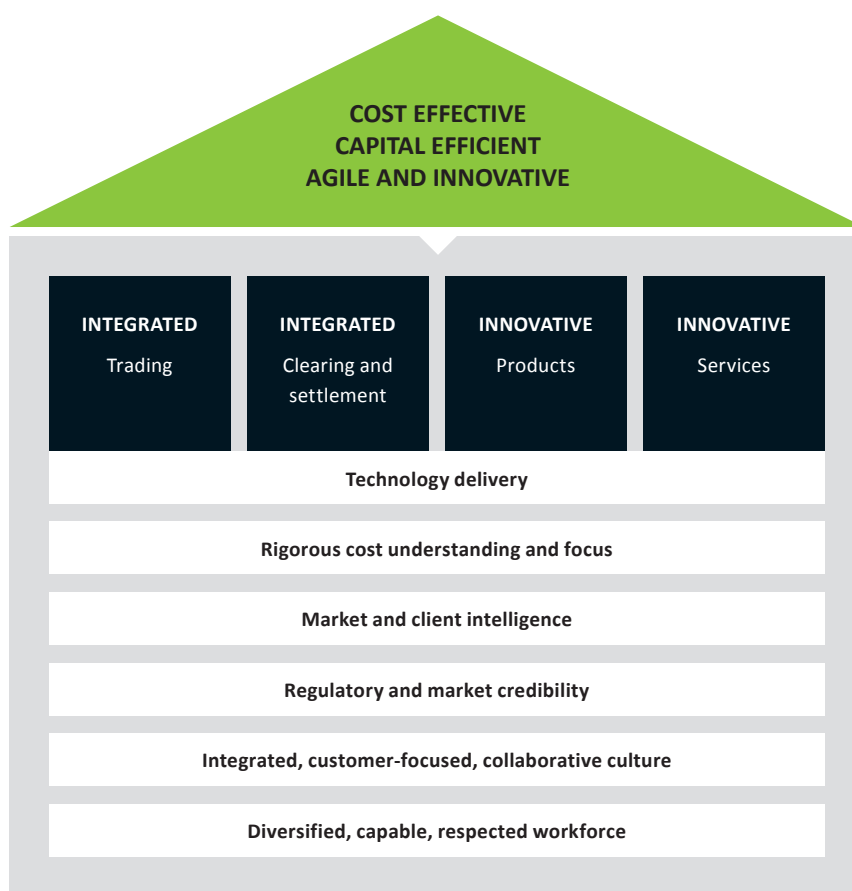 COST EFFECTIVE
CAPITAL EFFICIENT
AGILE AND INNOVATIVE
INTEGRATED
Trading
INTEGRATED
Clearing and
settlement
INNOVATIVE
Products
INNOVATIVE
Services
Technology delivery
Rigorous cost understanding and focus
Market and client intelligence
Regulatory and market credibility
Integrated, customer-focused, collaborative culture
Diversified, capable, respected workforce